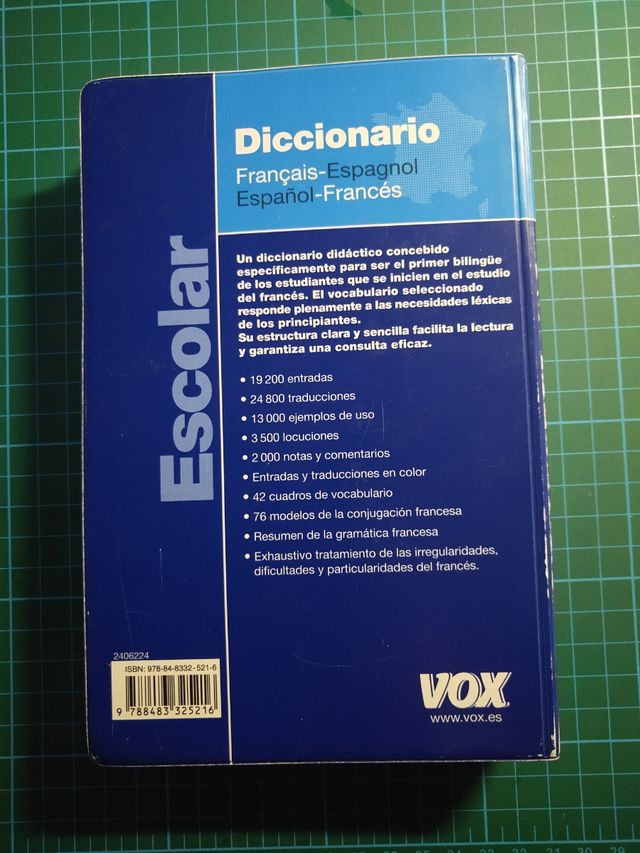 Diccionario
Français-Espagnol
Español-Francés
Escolar
Un diccionario didáctico concebido
específicamente para ser el primer bilingüe
de los estudiantes que se inicien en el estudio
del francés. El vocabulario seleccionado
responde plenamente a las necesidades léxicas
de los principiantes.
Su estructura clara y sencilla facilita la lectura
y garantiza una consulta eficaz.
• 19 200 entradas
• 24 800 traducciones
• 13 000 ejemplos de uso
• 3 500 locuciones
• 2 000 notas y comentarios
• Entradas y traducciones en color
• 42 cuadros de vocabulario
• 76 modelos de la conjugación francesa
• Resumen de la gramática francesa
• Exhaustivo tratamiento de las irregularidades,
dificultades y particularidades del francés.
2406224
ISBN: 978-84-8332-521-6
9 788483 325216
VOX
www.vox.es